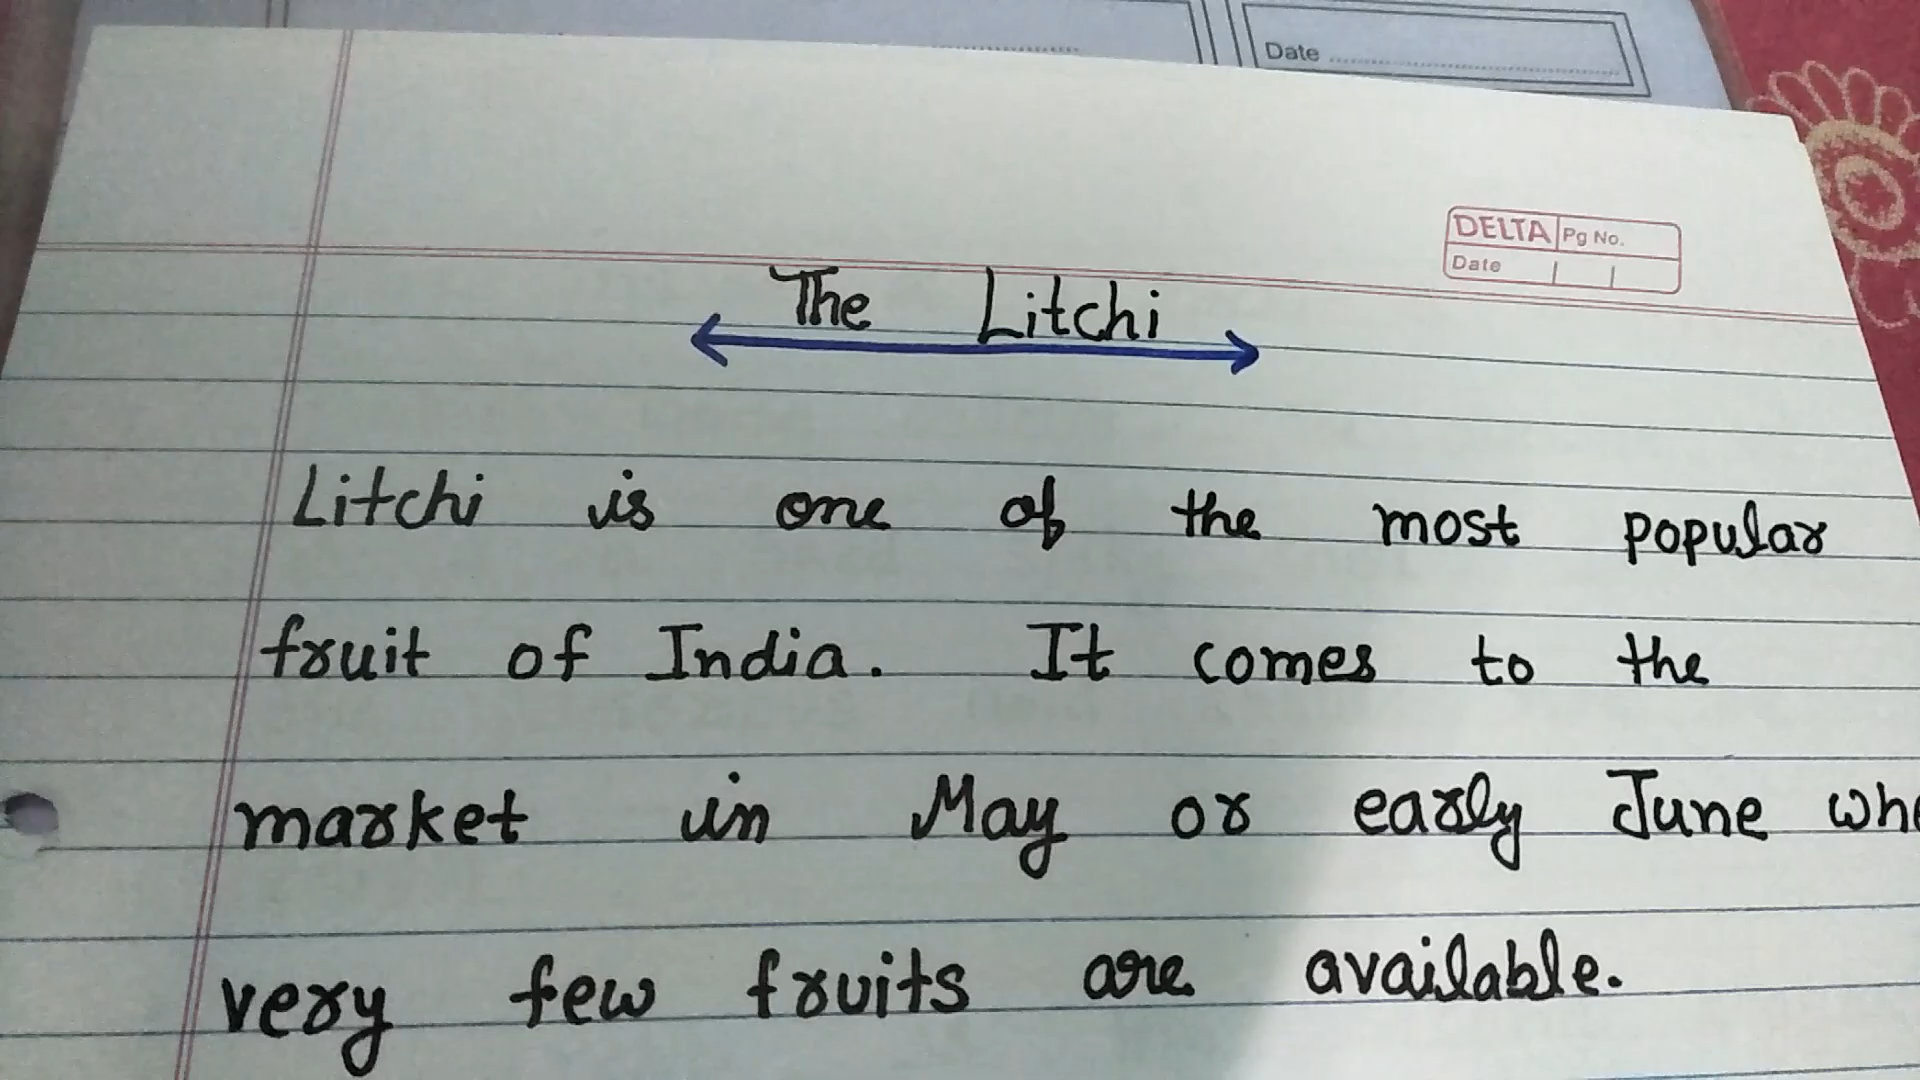 Date
DELTA Pg No.
Date
The Litchi
Litchi is one of the most popular
fruit of India. It comes to the
market in May or early June
very few fruits are available.